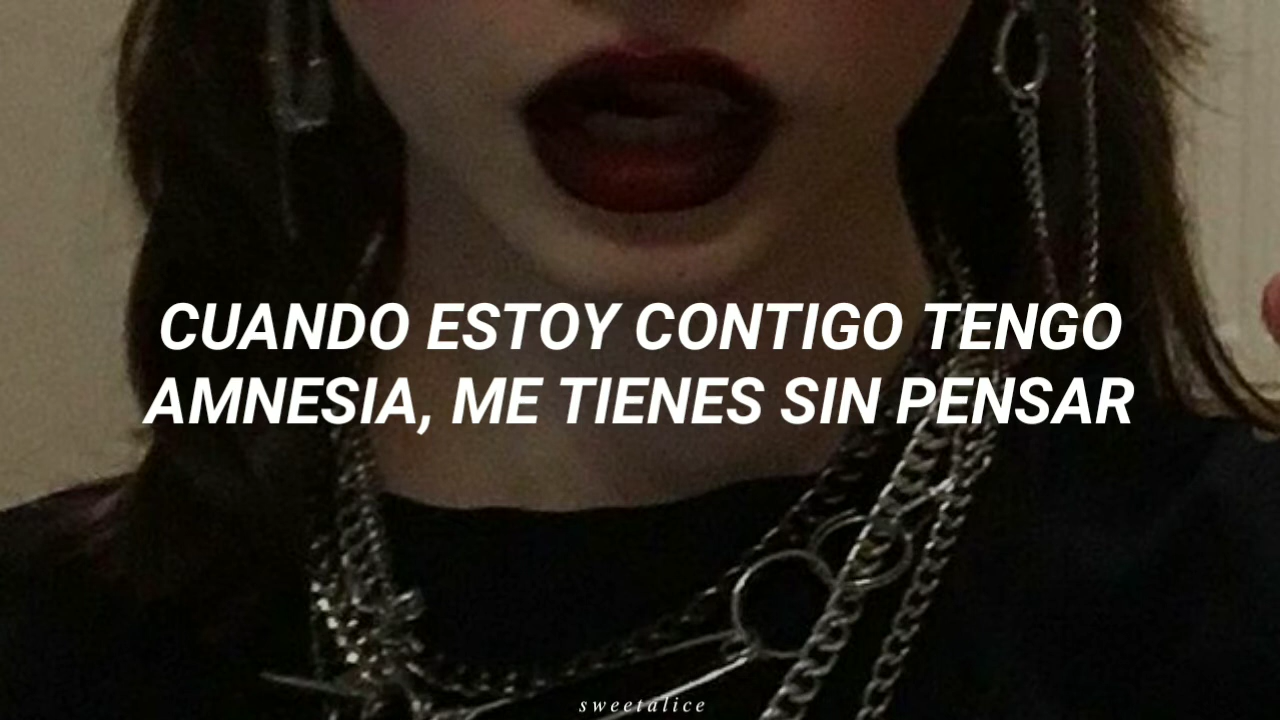 CUANDO ESTOY CONTIGO TENGO
AMNESIA, ME TIENES SIN PENSAR
sweetalice